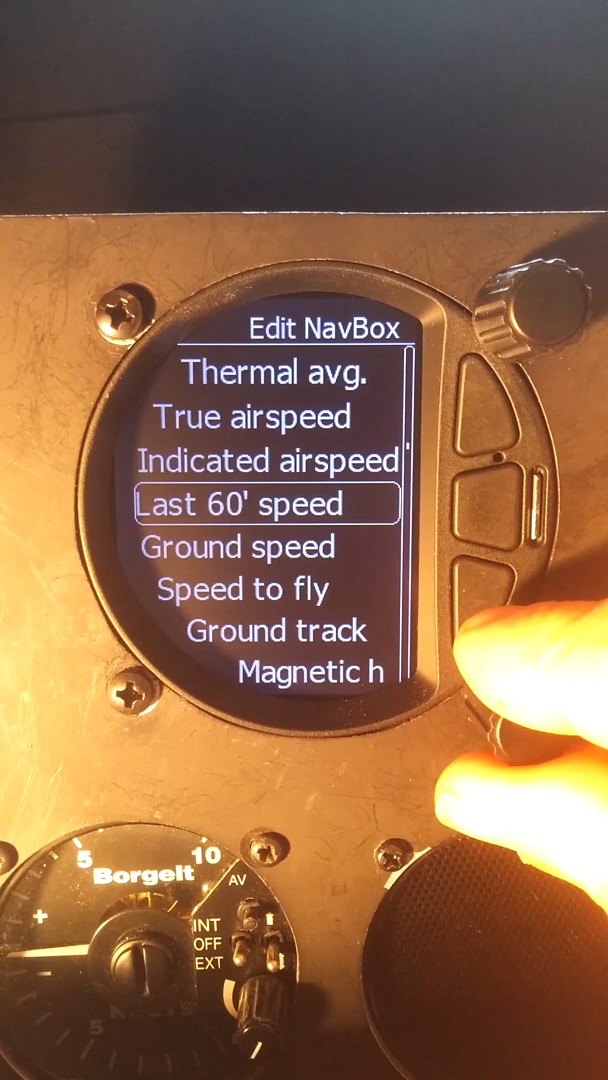 Edit NavBox
Thermal avg.
True airspeed
Indicated airspeed
Last 60' speed
Ground speed
Speed to fly
Ground track
Magnetic h
5
10
Borgelt
AV
+
INT
OFF
-
EXT
5